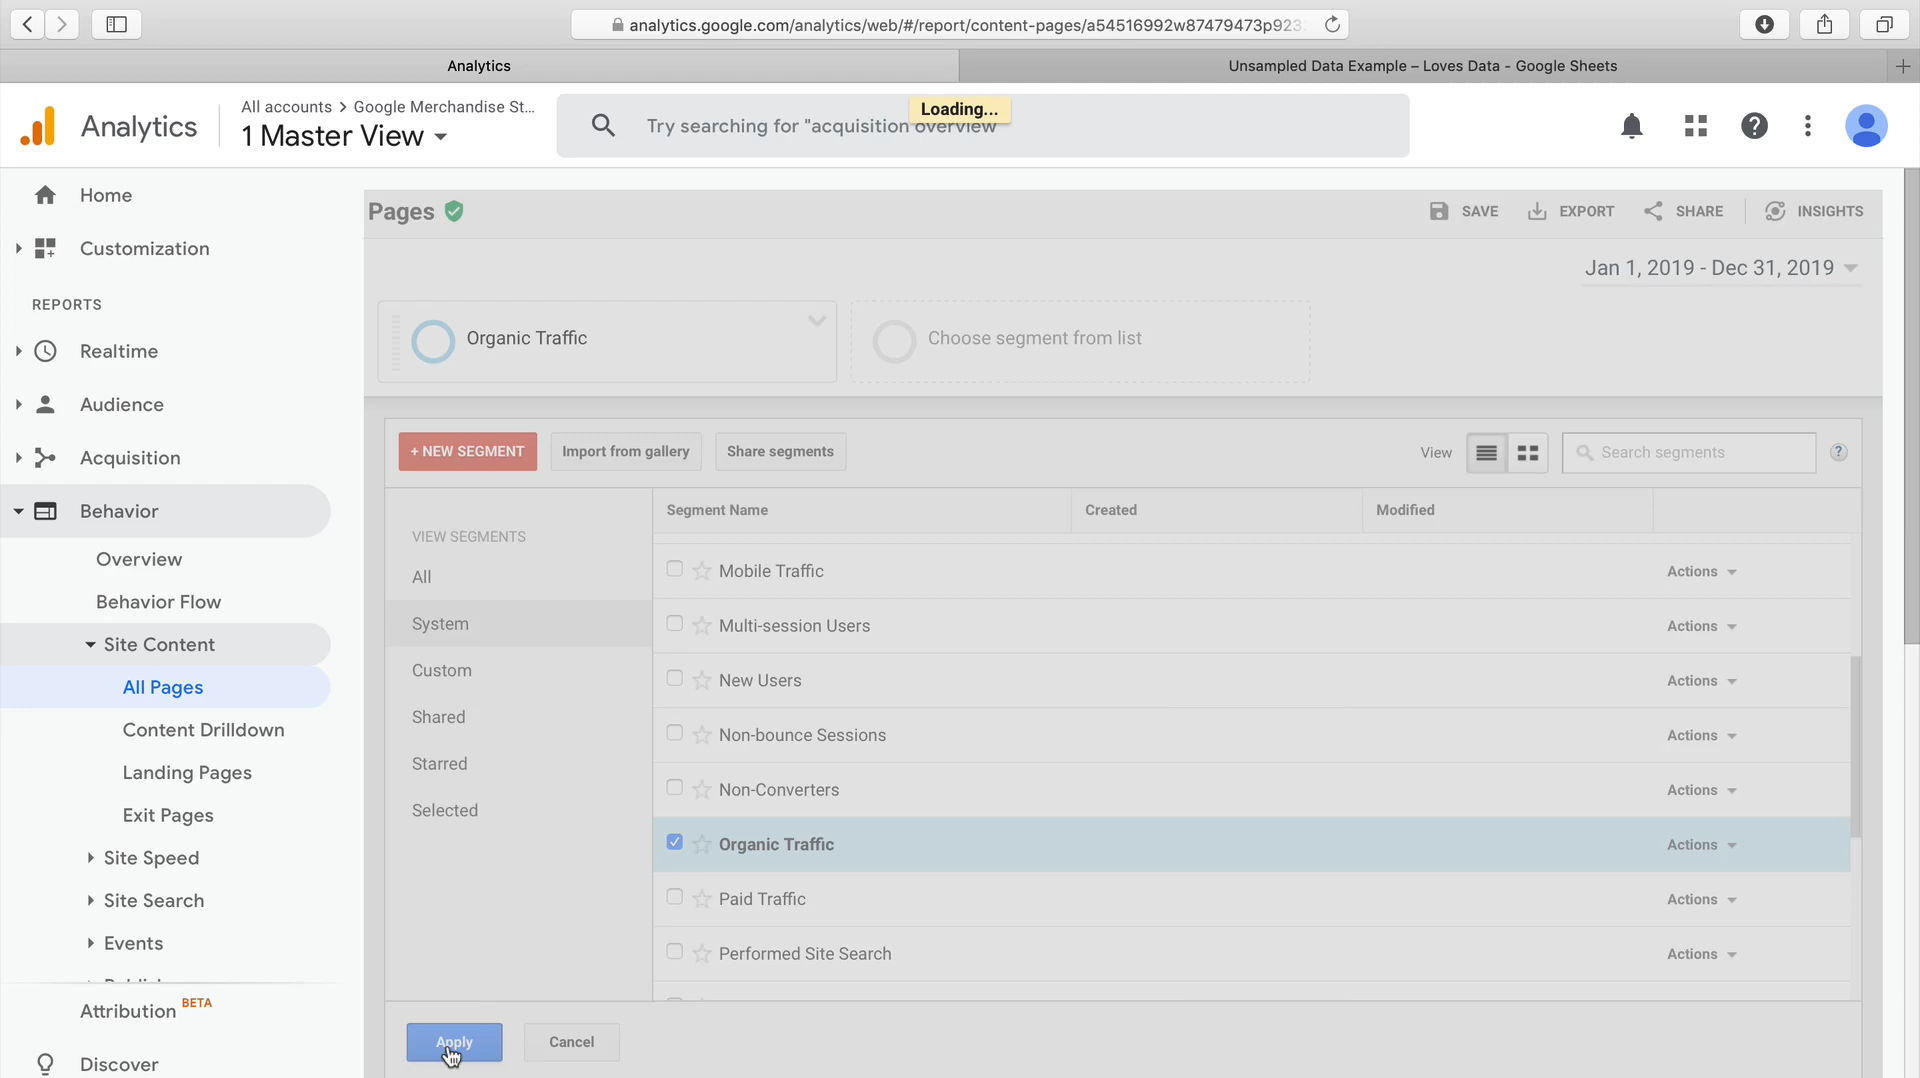 analytics.google.com/analytics/web/#/report/content-pages/a54516992w87479473p923
Analytics
Unsampled Data Example – Loves Data - Google Sheets
Analytics
All accounts > Google Merchandise St...
1 Master View
Try searching for "acquisition overview"
Loading...
Home
Customization
REPORTS
Realtime
Audience
Acquisition
Behavior
Overview
Behavior Flow
Site Content
All Pages
Content Drilldown
Landing Pages
Exit Pages
Site Speed
Site Search
Events
Attribution BETA
Discover
Pages
SAVE
EXPORT
SHARE
INSIGHTS
Jan 1, 2019 - Dec 31, 2019
Organic Traffic
Choose segment from list
+ NEW SEGMENT
Import from gallery
Share segments
View
Search segments
?
VIEW SEGMENTS
All
System
Custom
Shared
Starred
Selected
Segment Name Created Modified
Mobile Traffic Actions
Multi-session Users Actions
New Users Actions
Non-bounce Sessions Actions
Non-Converters Actions
Organic Traffic Actions
Paid Traffic Actions
Performed Site Search Actions
Apply
Cancel